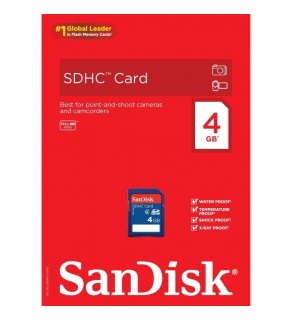 #1 Global Leader
in Flash Memory Cards*
SDHC™ Card
Best for point-and-shoot cameras
and camcorders
4
GB*
SanDisk
SDHC Card
4 GB
WATER PROOF*
TEMPERATURE
PROOF*
SHOCK PROOF*
X-RAY PROOF*
SanDisk®